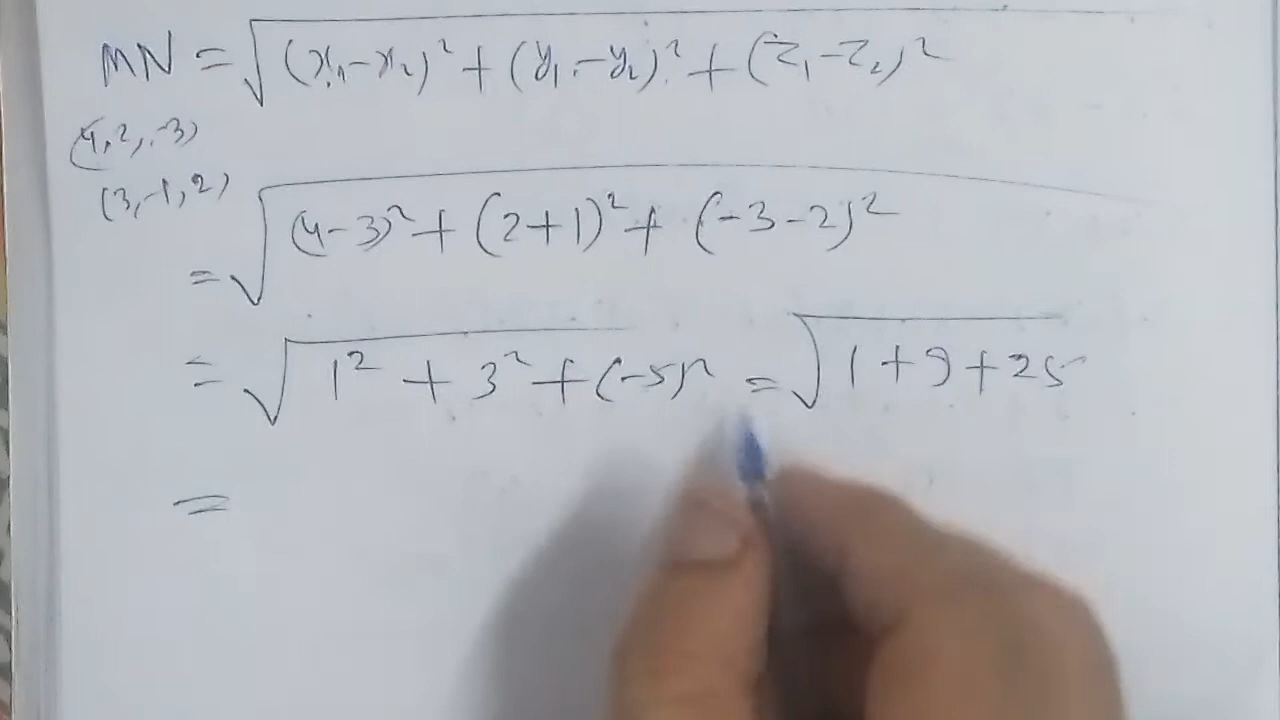 MN = √(x₁-x₂)² + (y₁-y₂)² + (z₁-z₂)²
(4,2,-3)
(3,-1,2)
= √(4-3)² + (2+1)² + (-3-2)²
= √1² + 3² + (-5)² = √1+9+25
=